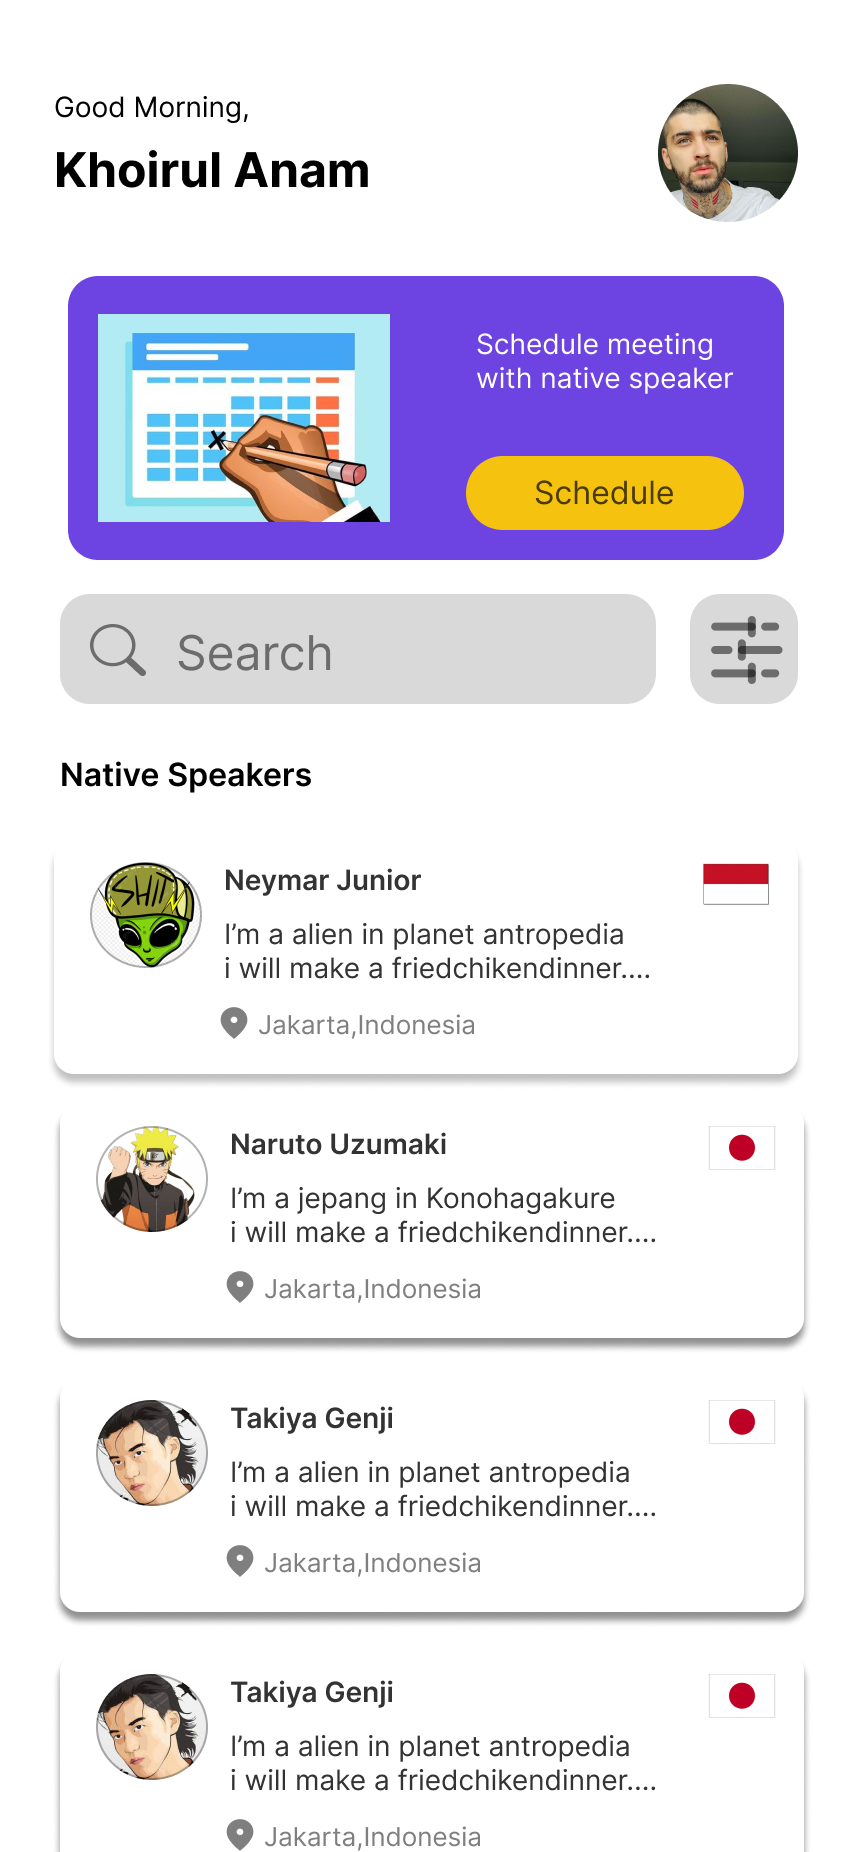 Good Morning,
Khoirul Anam
Schedule meeting
with native speaker
Schedule
Search
Native Speakers
SHIT
Neymar Junior
I’m a alien in planet antropedia
i will make a friedchikendinner....
Jakarta,Indonesia
Naruto Uzumaki
I’m a jepang in Konohagakure
i will make a friedchikendinner....
Jakarta,Indonesia
Takiya Genji
I’m a alien in planet antropedia
i will make a friedchikendinner....
Jakarta,Indonesia
Takiya Genji
I’m a alien in planet antropedia
i will make a friedchikendinner....
Jakarta,Indonesia